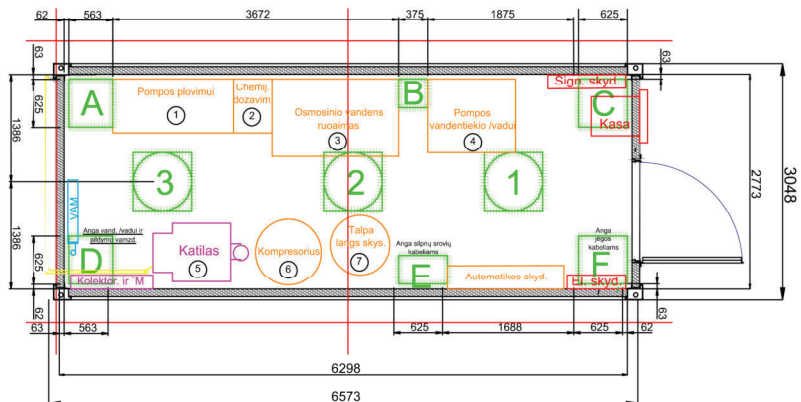 62
563
3672
375
1875
625
63
Sign. skyd.
A
Pompos plovimui
1
Chemij.
dozavim.
2
Osmosinio vandens
ruoaimas
3
B
Pompos
vandentiekio /vadui
4
C
Kasa
625
1386
1386
625
62
3
2
1
2773
3048
VAM
Anga vand. /vadui ir
aildymo vamzd.
D
Kolektor. ir
Katilas
5
Kompresorius
6
Talpa
largs skys.
7
Anga silpnų srovių
kabeliams
E
Automatikos skyd.
Anga
jėgos
kabeliams
F
El. skyd.
63
563
625
1688
625
62
63
6298
6573